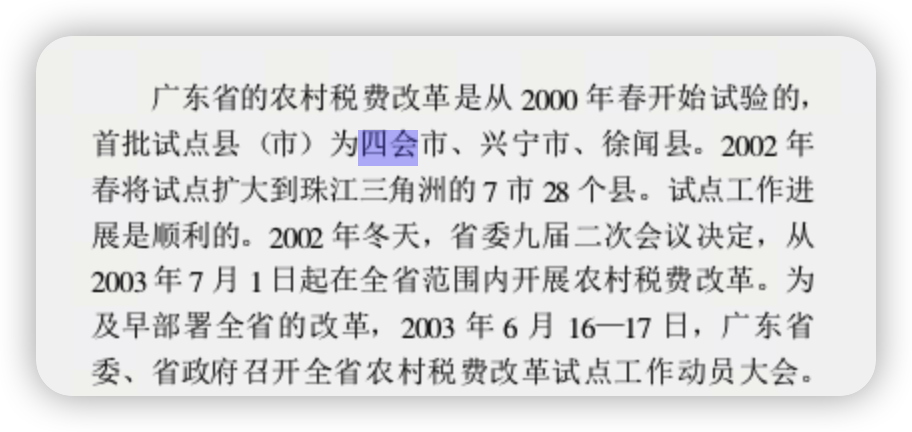 广东省的农村税费改革是从 2000 年春开始试验的，
首批试点县（市）为四会市、兴宁市、徐闻县。2002 年
春将试点扩大到珠江三角洲的 7 市 28 个县。试点工作进
展是顺利的。2002 年冬天，省委九届二次会议决定，从
2003 年 7 月 1 日起在全省范围内开展农村税费改革。为
及早部署全省的改革，2003 年 6 月 16—17 日，广东省
委、省政府召开全省农村税费改革试点工作动员大会。